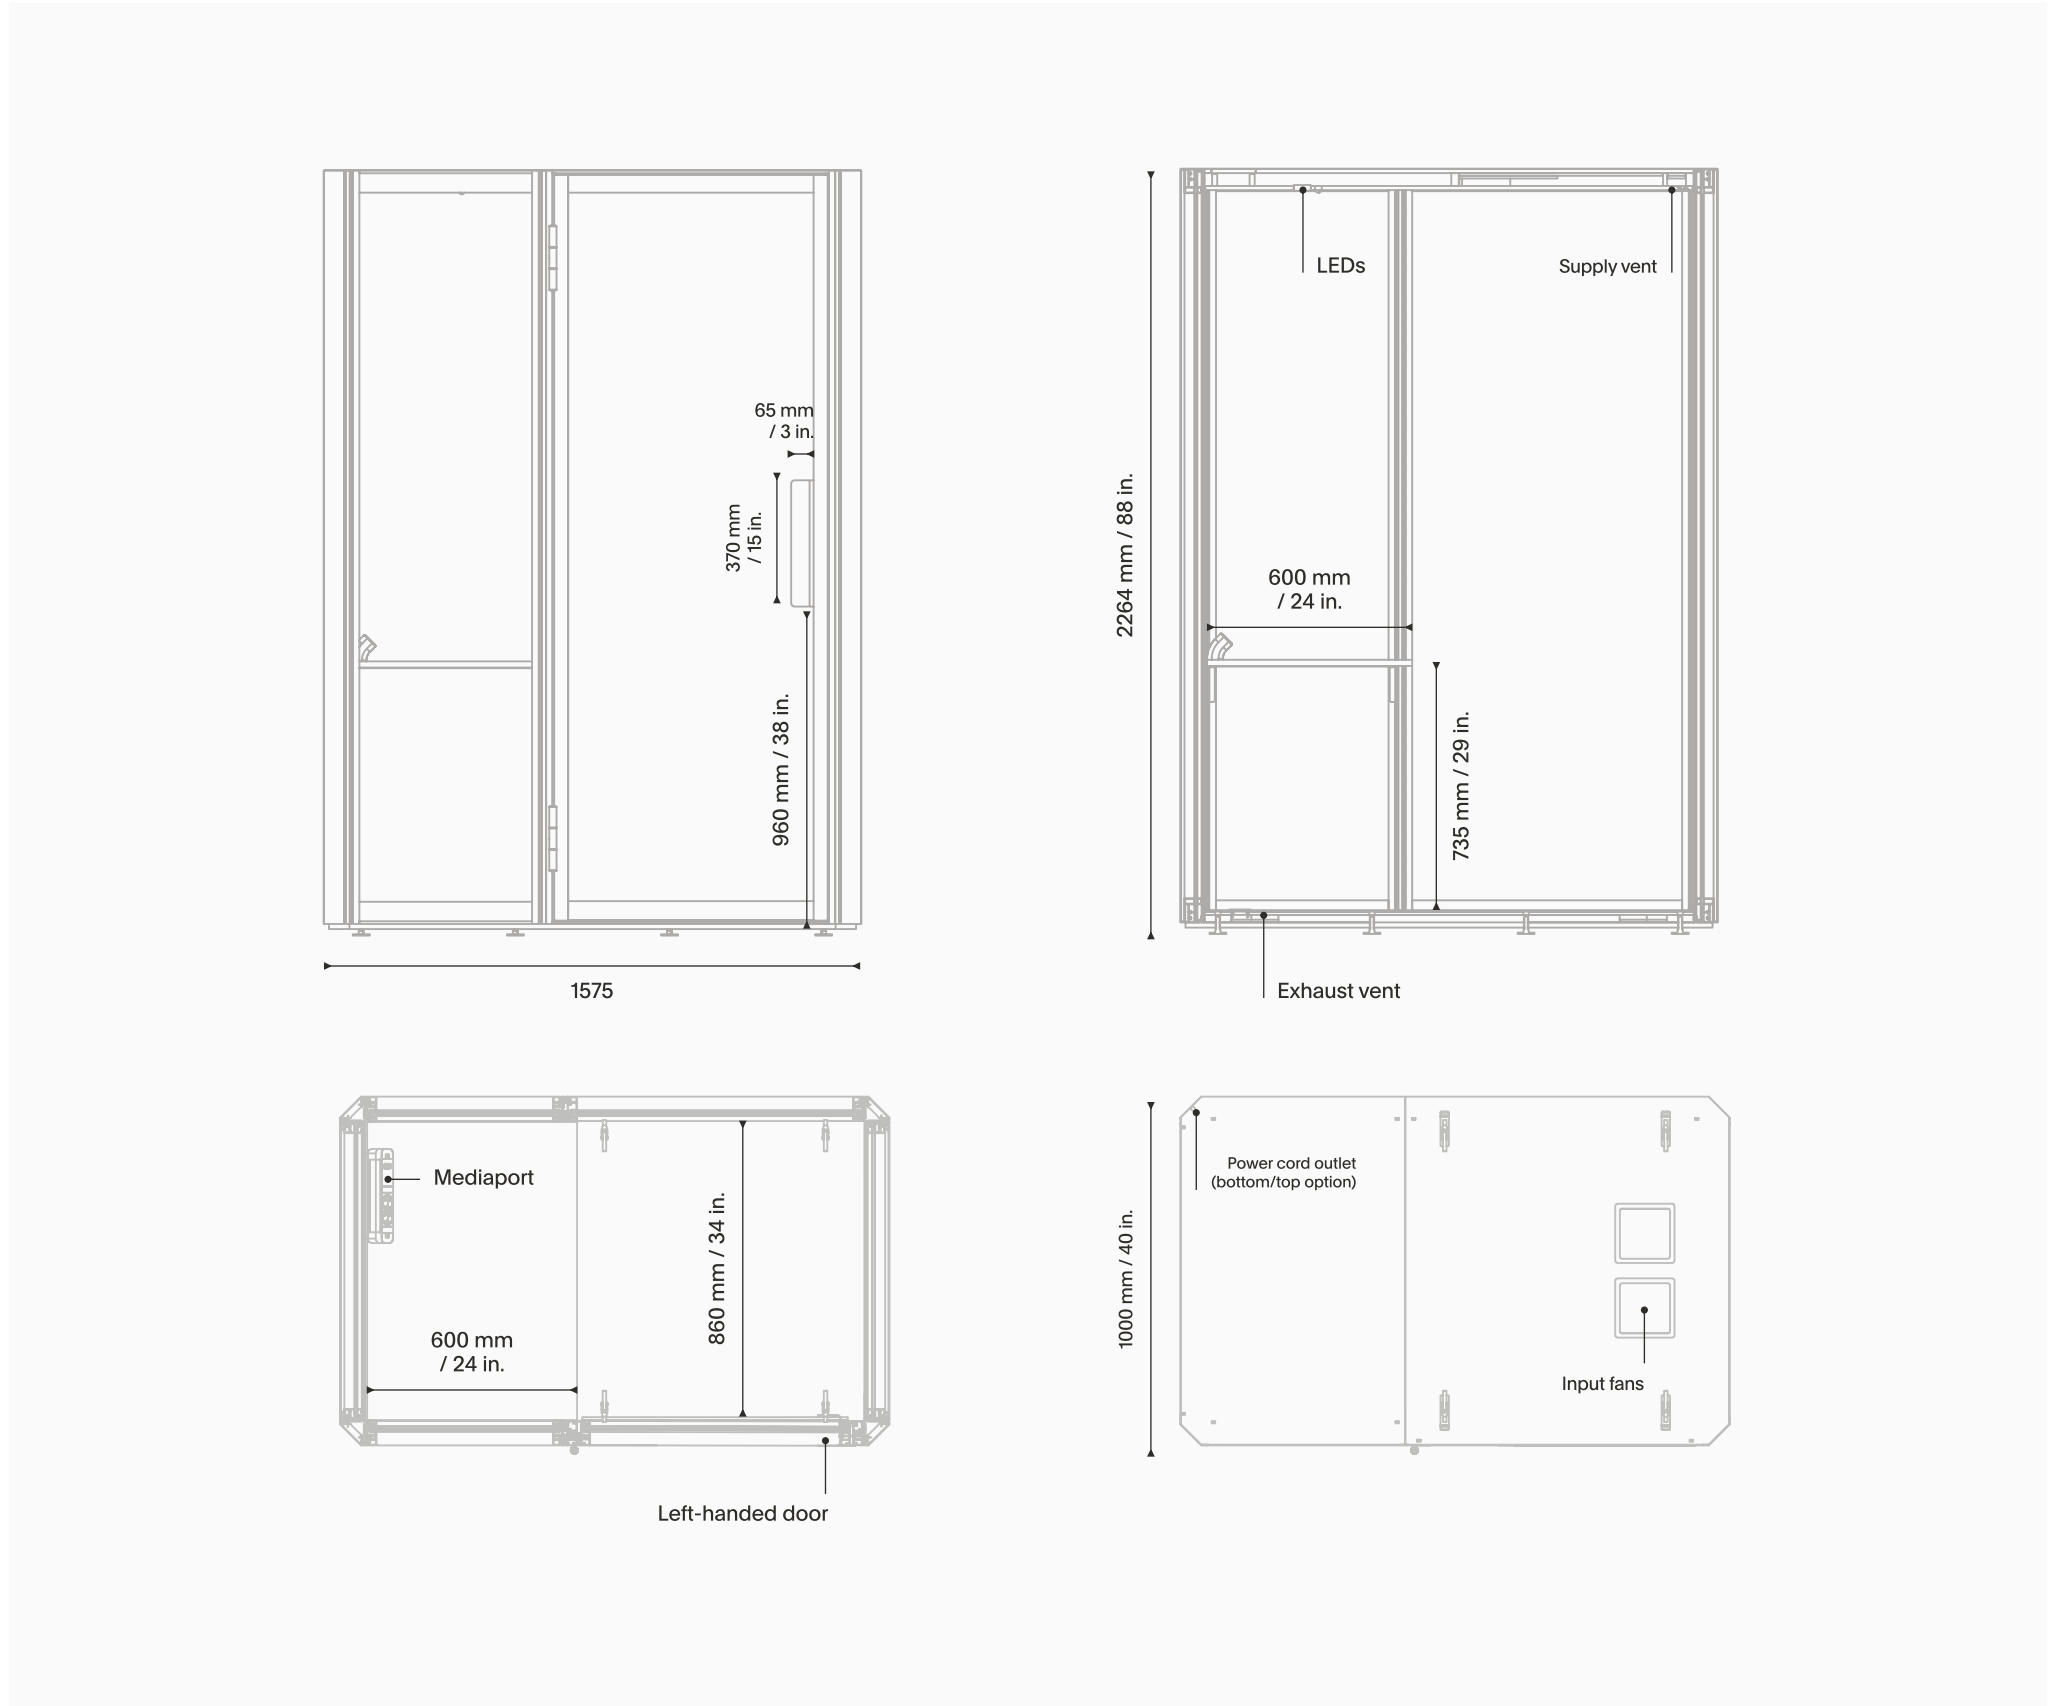 LEDs
Supply vent
65 mm
/ 3 in.
370 mm
/ 15 in.
960 mm / 38 in.
1575
2264 mm / 88 in.
600 mm
/ 24 in.
735 mm / 29 in.
Exhaust vent
Mediaport
860 mm / 34 in.
600 mm
/ 24 in.
Left-handed door
Power cord outlet
(bottom/top option)
1000 mm / 40 in.
Input fans